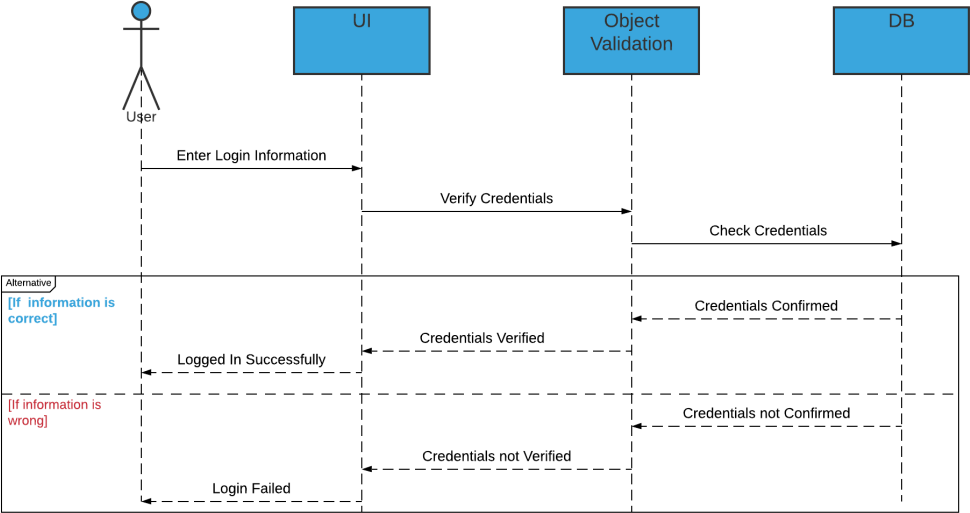 UI
Object
Validation
DB
User
Enter Login Information
Verify Credentials
Check Credentials
Alternative
[If information is
correct]
Credentials Confirmed
Credentials Verified
Logged In Successfully
[If information is
wrong]
Credentials not Confirmed
Credentials not Verified
Login Failed